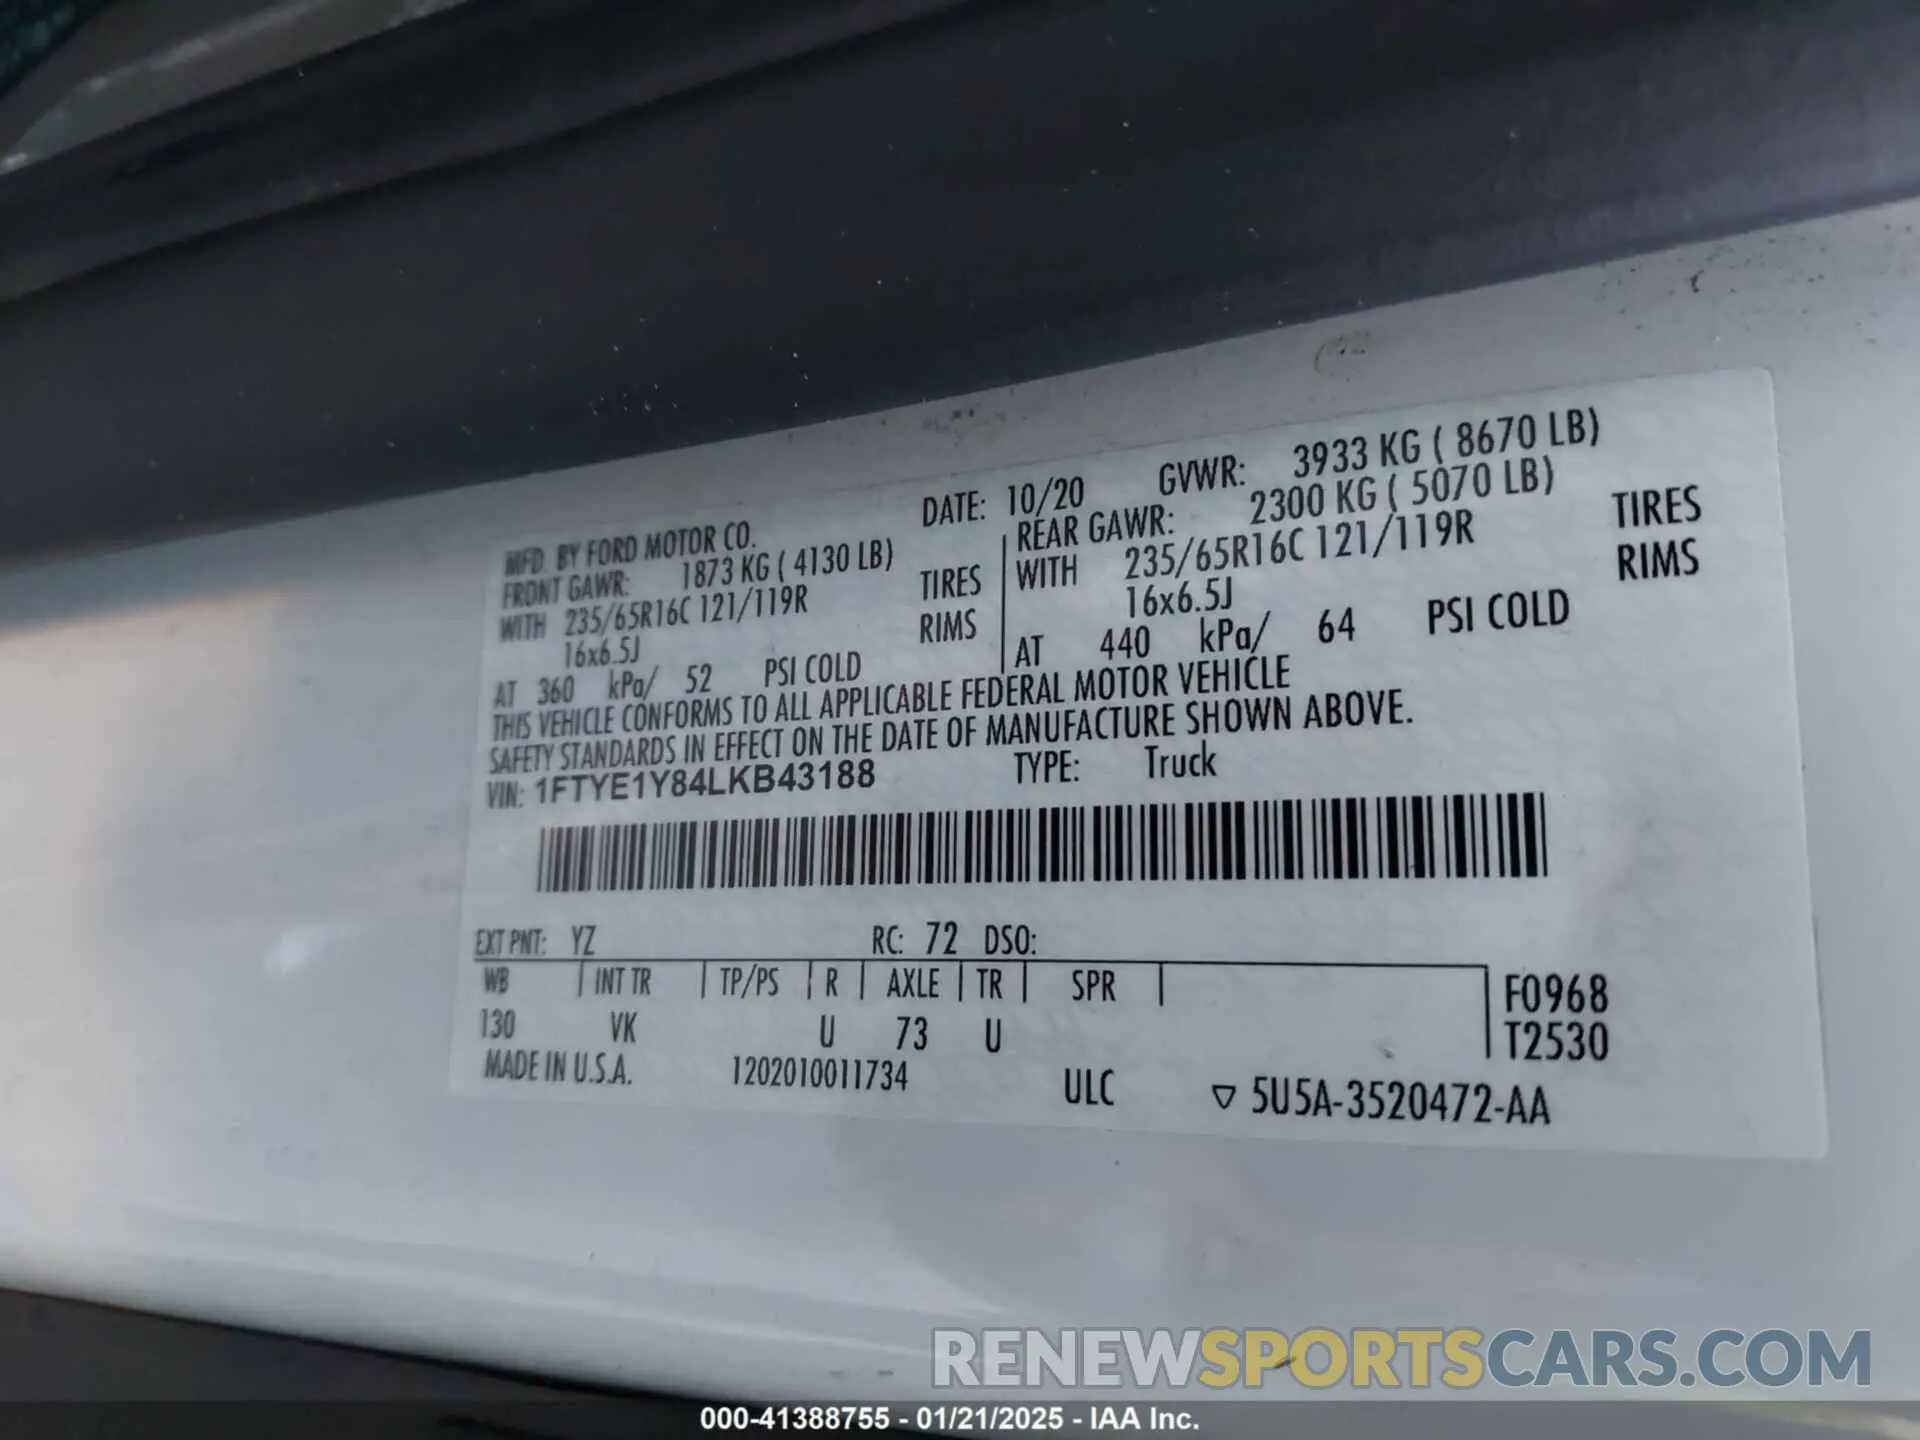 MFD. BY FORD MOTOR CO.
DATE: 10/20 GVWR: 3933 KG ( 8670 LB)
FRONT GAWR: 1873 KG ( 4130 LB)
REAR GAWR: 2300 KG ( 5070 LB)
WITH 235/65R16C 121/119R TIRES
WITH 235/65R16C 121/119R TIRES
16x6.5J RIMS
16x6.5J RIMS
AT 360 kPa/ 52 PSI COLD
AT 440 kPa/ 64 PSI COLD
THIS VEHICLE CONFORMS TO ALL APPLICABLE FEDERAL MOTOR VEHICLE
SAFETY STANDARDS IN EFFECT ON THE DATE OF MANUFACTURE SHOWN ABOVE.
VIN: 1FTYE1Y84LKB43188 TYPE: Truck
EXT PNT: YZ RC: 72 DSO:
WB INT TR TP/PS R AXLE TR SPR
130 VK U 73 U
F0968
T2530
MADE IN U.S.A. 1202010011734 ULC ▽ 5U5A-3520472-AA
RENEWSPORTSCARS.COM
000-41388755 - 01/21/2025 - IAA Inc.